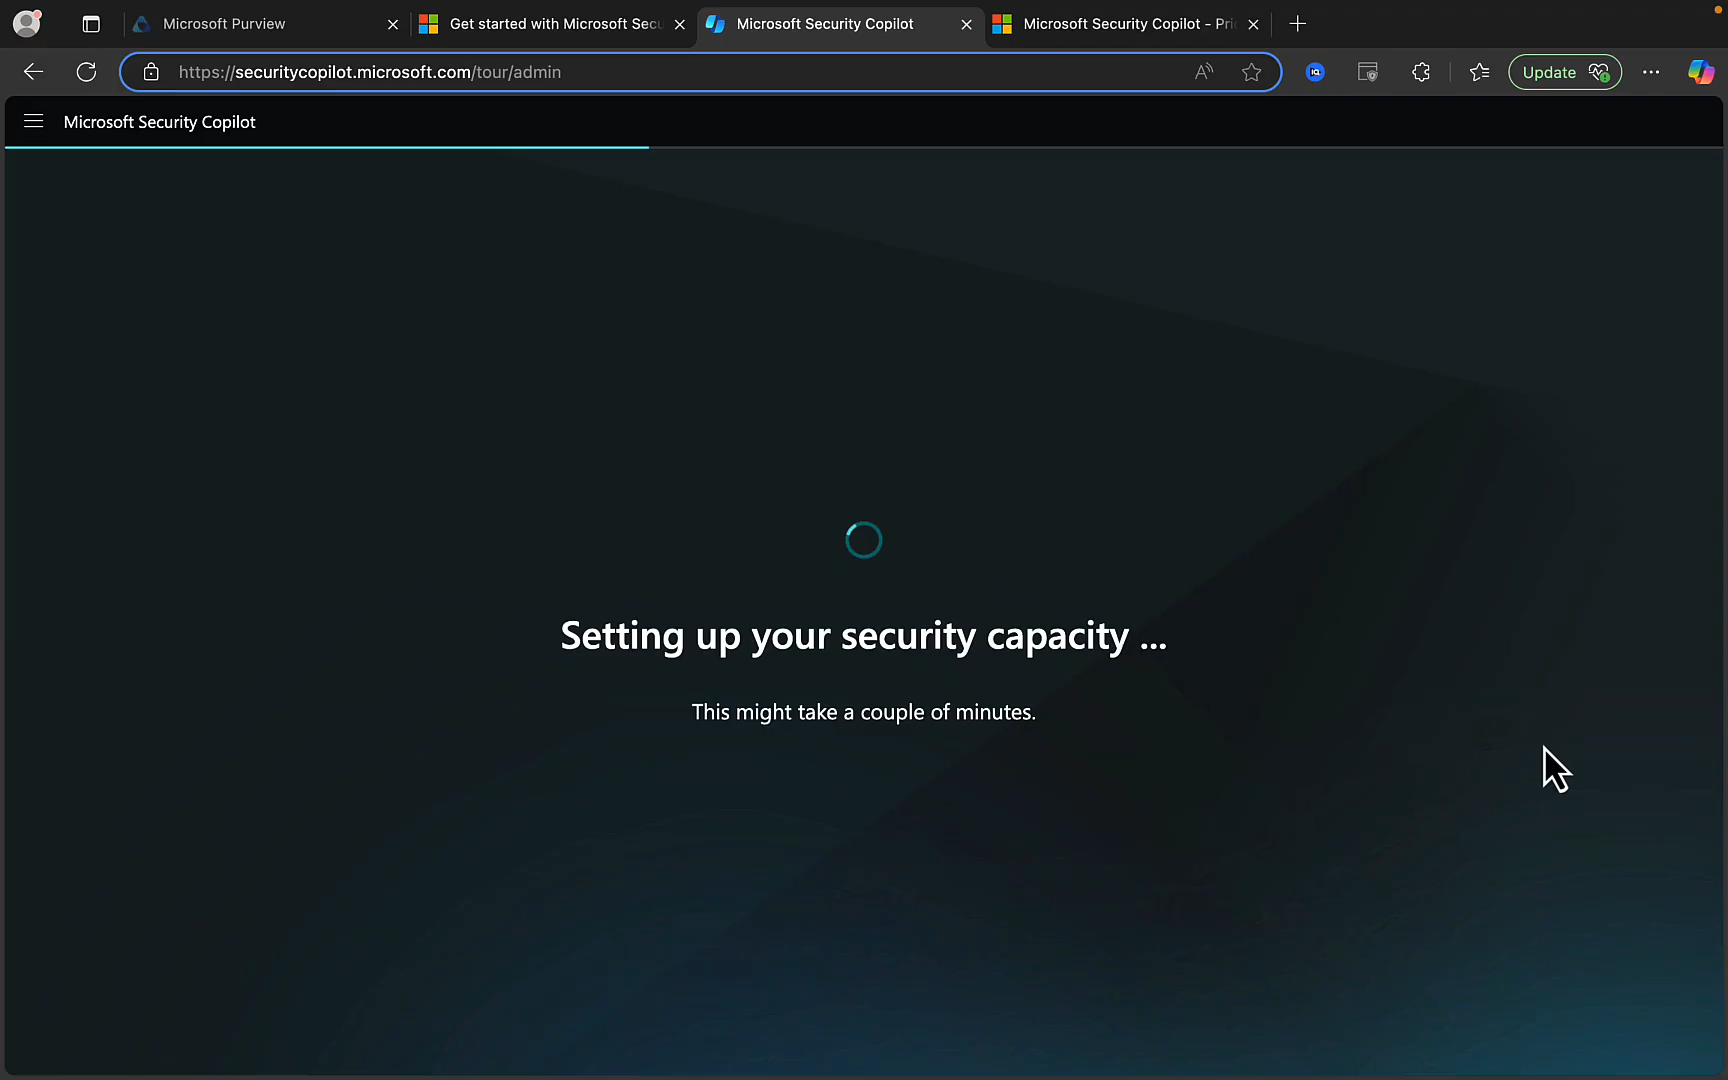 Microsoft Purview
Get started with Microsoft Secu
Microsoft Security Copilot
Microsoft Security Copilot - Pri
https://securitycopilot.microsoft.com/tour/admin
Update
Microsoft Security Copilot
Setting up your security capacity ...
This might take a couple of minutes.